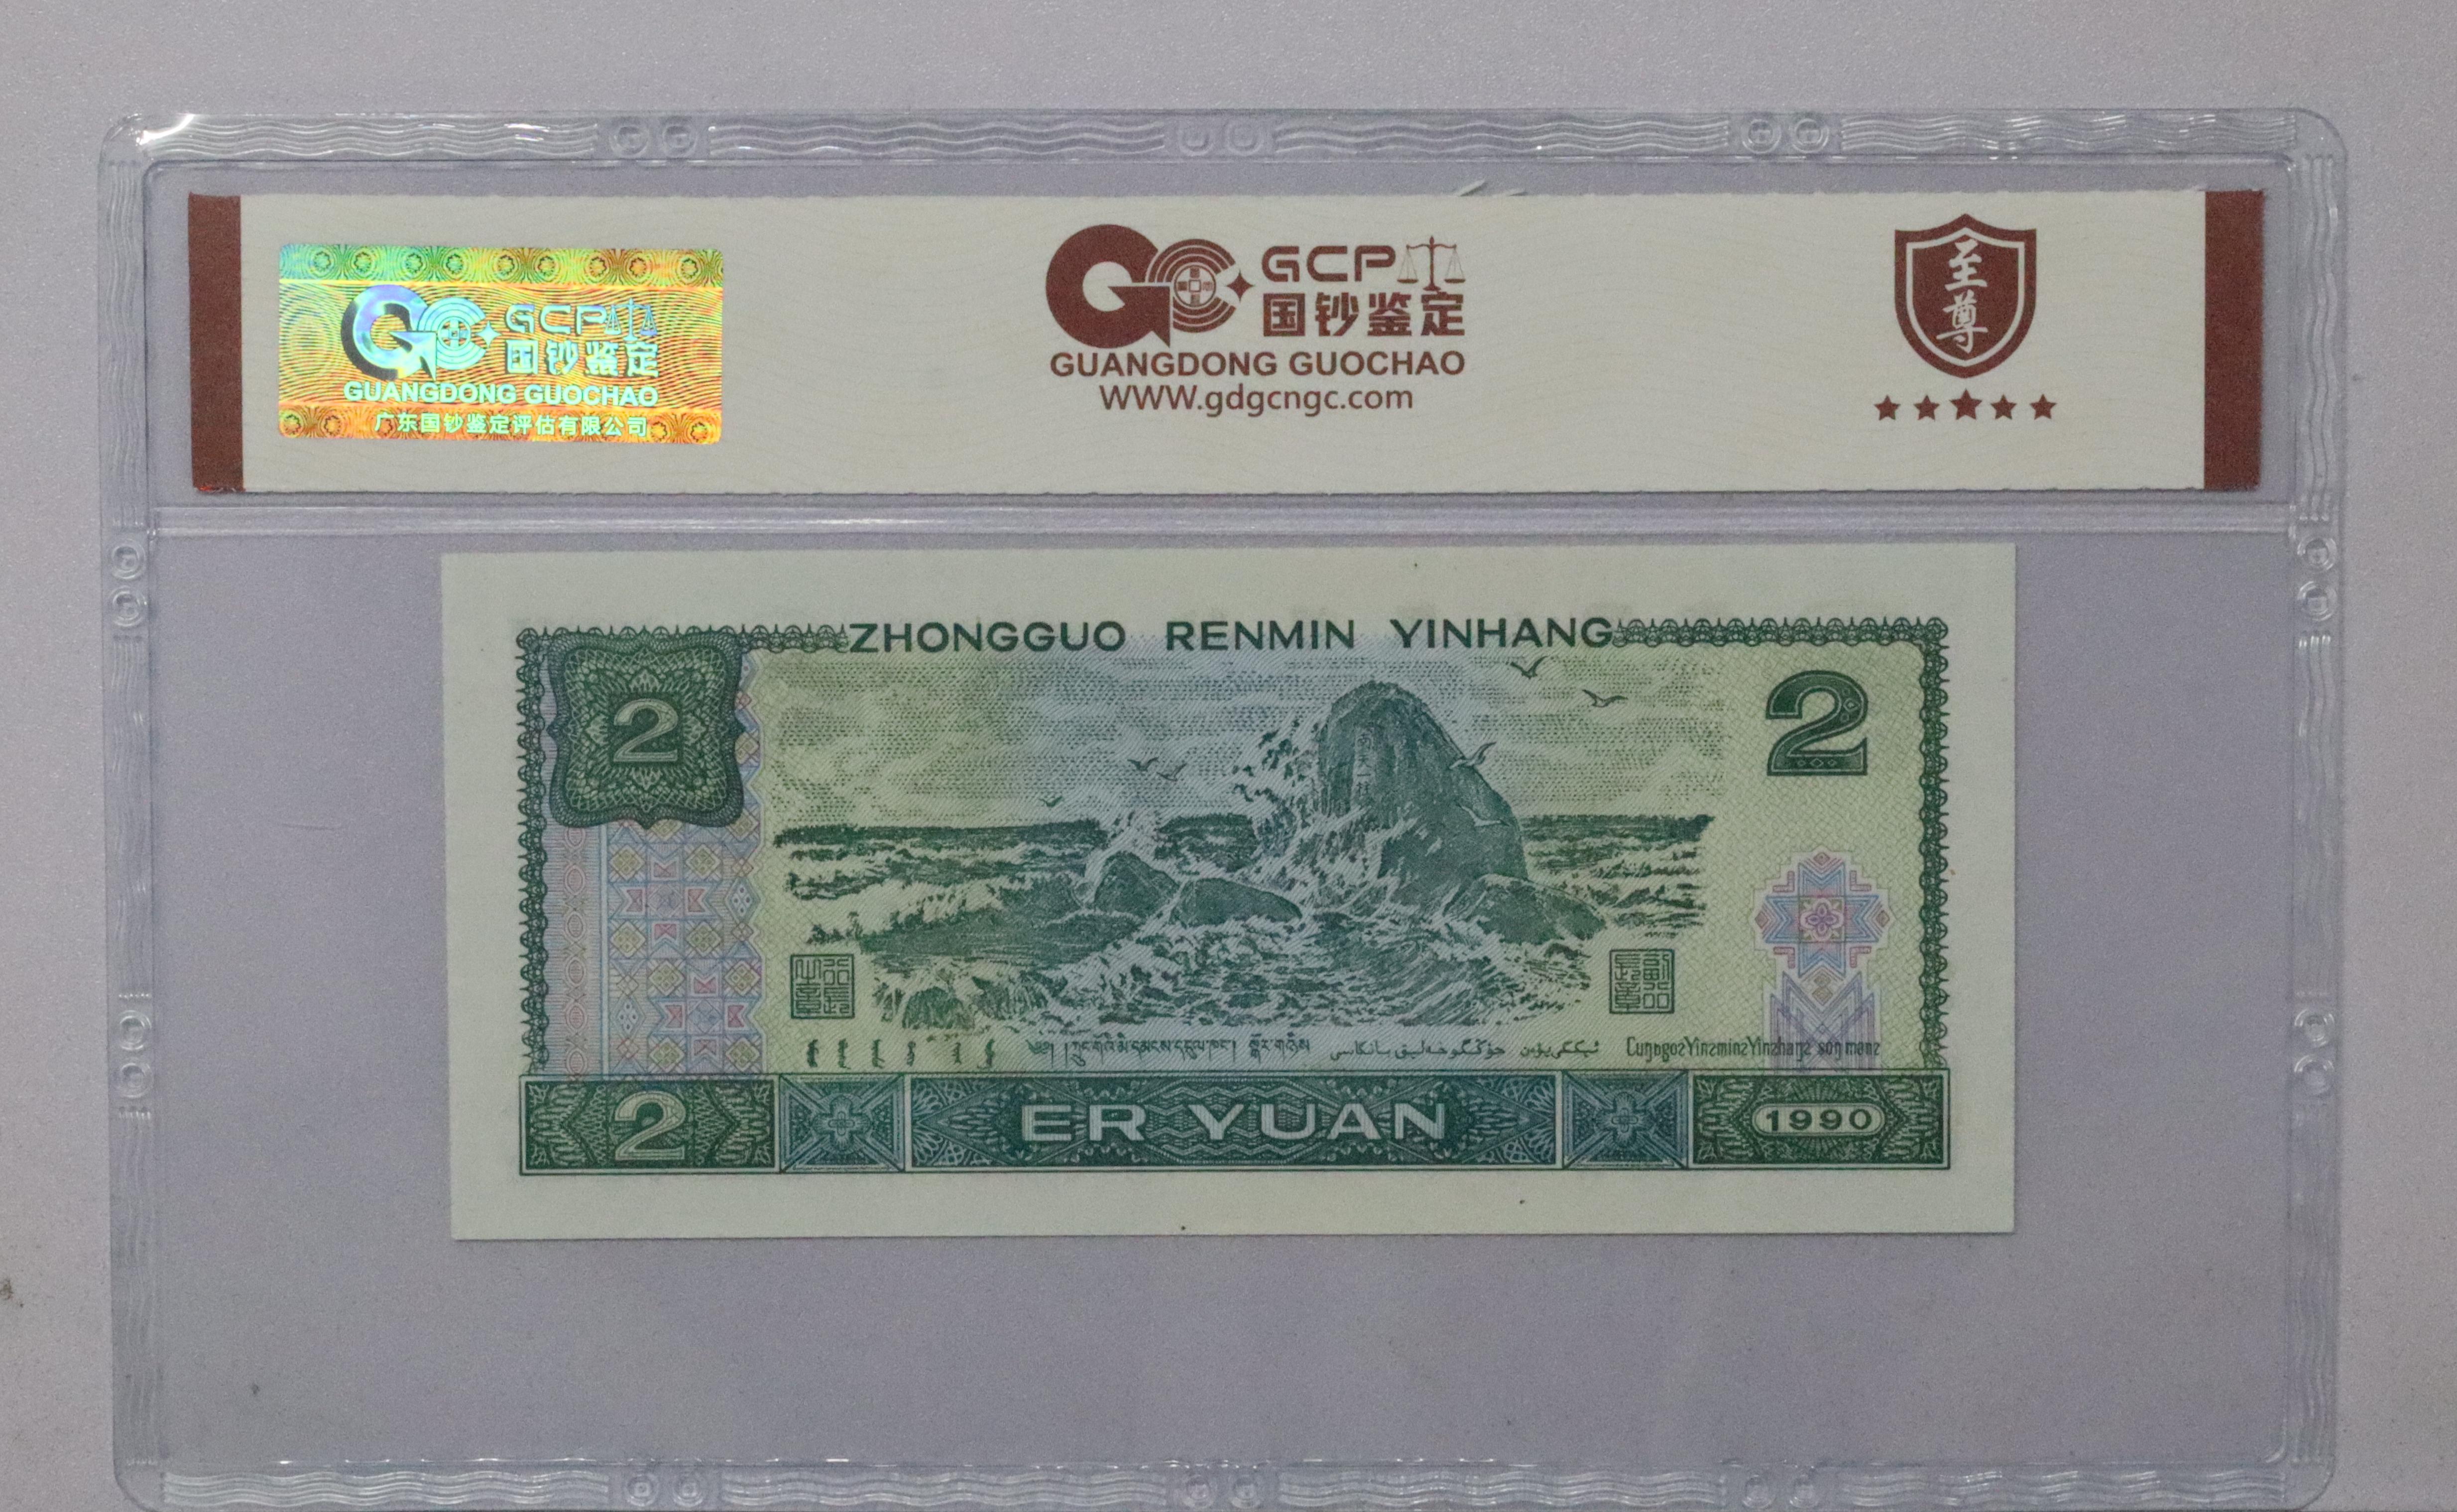 GCP
国钞鉴定
GUANGDONG GUOCHAO
广东国钞鉴定评估有限公司
GCP
国钞鉴定
GUANGDONG GUOCHAO
WWW.gdgcngc.com
至尊
ZHONGGUO RENMIN YINHANG
2
2
2
ER YUAN
1990